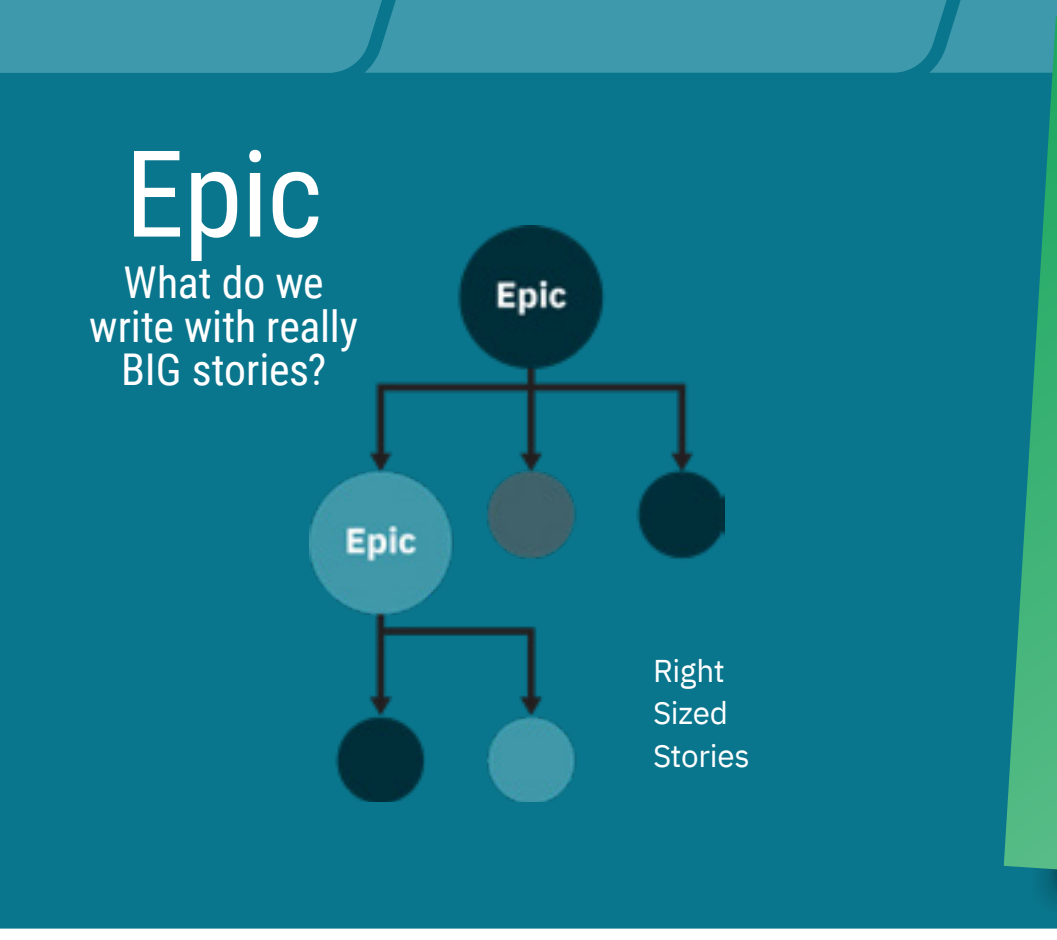 Epic
What do we
write with really
BIG stories?
Epic
Epic
Right
Sized
Stories